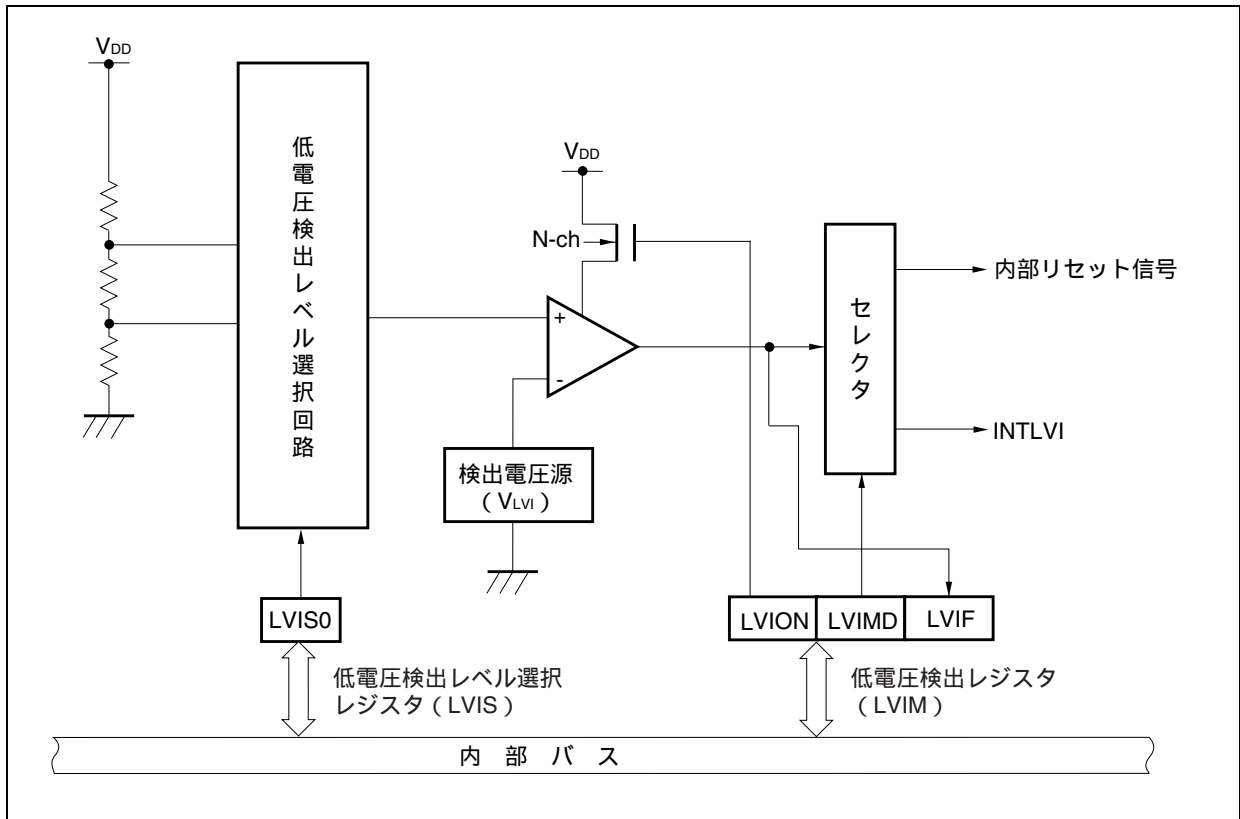 VDD
低電圧検出レベル選択回路
VDD
N-ch
+
-
検出電圧源
（VLVI）
セレクタ
内部リセット信号
INTLVI
LVIS0
LVION LVIMD LVIF
低電圧検出レベル選択
レジスタ（LVIS）
低電圧検出レジスタ
（LVIM）
内 部 バ ス